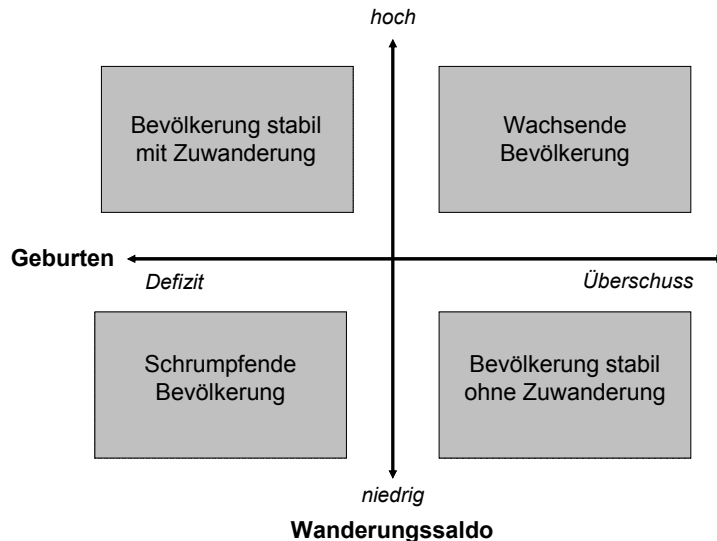 hoch
Bevölkerung stabil
mit Zuwanderung
Wachsende
Bevölkerung
Geburten
Defizit
Überschuss
Schrumpfende
Bevölkerung
Bevölkerung stabil
ohne Zuwanderung
niedrig
Wanderungssaldo